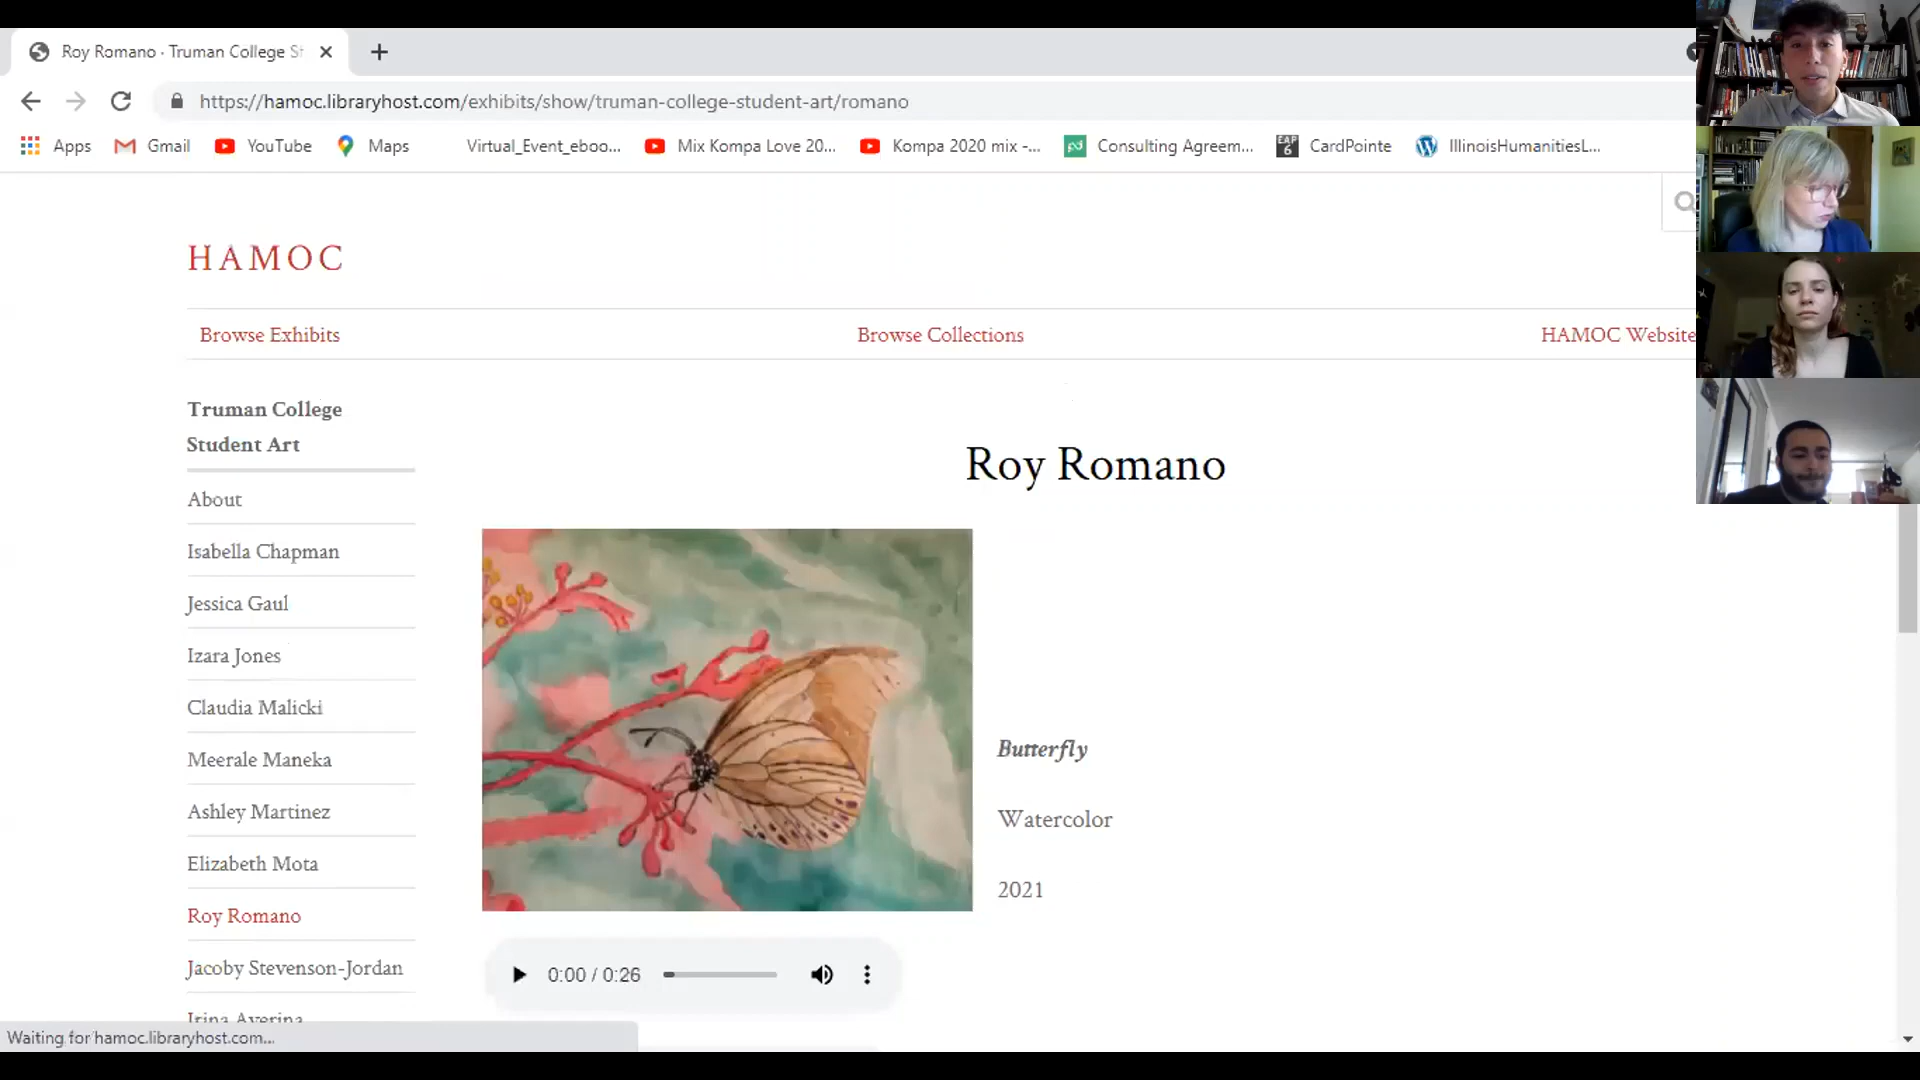 Roy Romano · Truman College St
https://hamoc.libraryhost.com/exhibits/show/truman-college-student-art/romano
Apps Gmail YouTube Maps Virtual_Event_eboo... Mix Kompa Love 20... Kompa 2020 mix -... Consulting Agreem... EAP 6 CardPointe IllinoisHumanitiesL...
HAMOC
Browse Exhibits Browse Collections HAMOC Website
Truman College
Student Art
About
Isabella Chapman
Jessica Gaul
Izara Jones
Claudia Malicki
Meerale Maneka
Ashley Martinez
Elizabeth Mota
Roy Romano
Jacoby Stevenson-Jordan
Irina Averina
Roy Romano
Butterfly
Watercolor
2021
0:00 / 0:26
Waiting for hamoc.libraryhost.com...